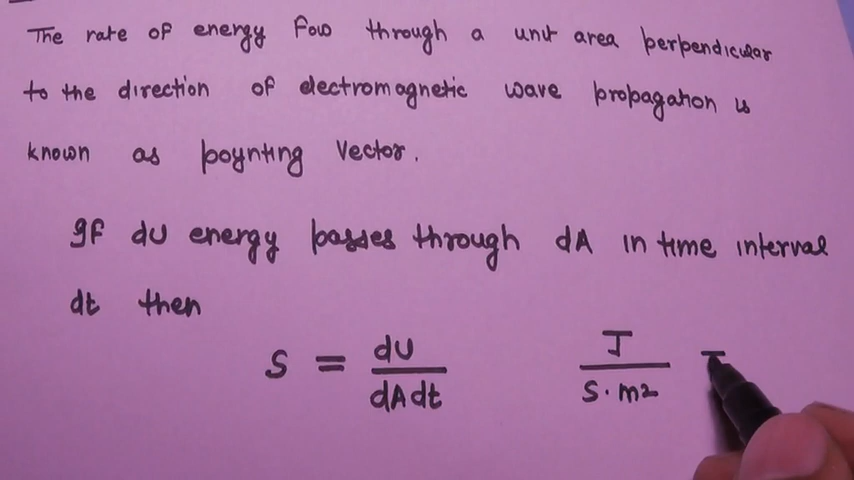 The rate of energy fow through a unit area perpendicular
to the direction of electromagnetic wave propagation is
known as poynting Vector.
If dU energy passes through dA in time interval
dt then
S = dU/dAdt J/S·m2